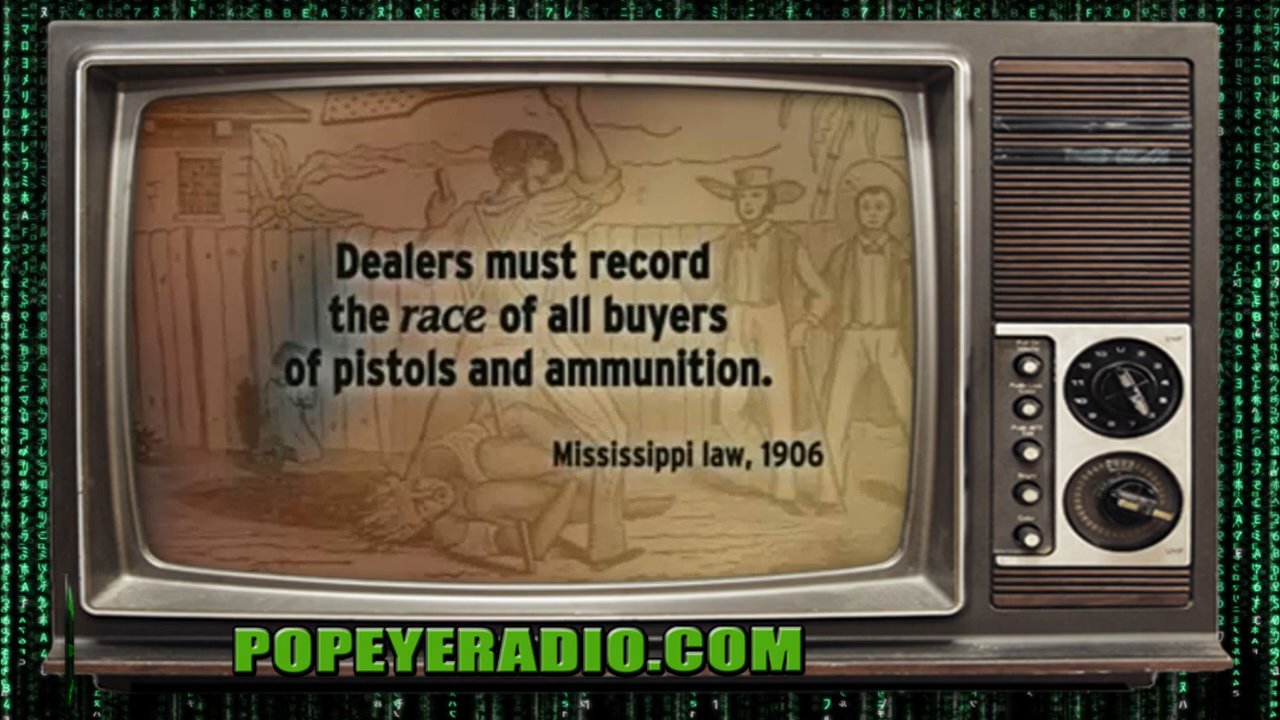 Dealers must record
the race of all buyers
of pistols and ammunition.
Mississippi law, 1906
POPEYERADIO.COM